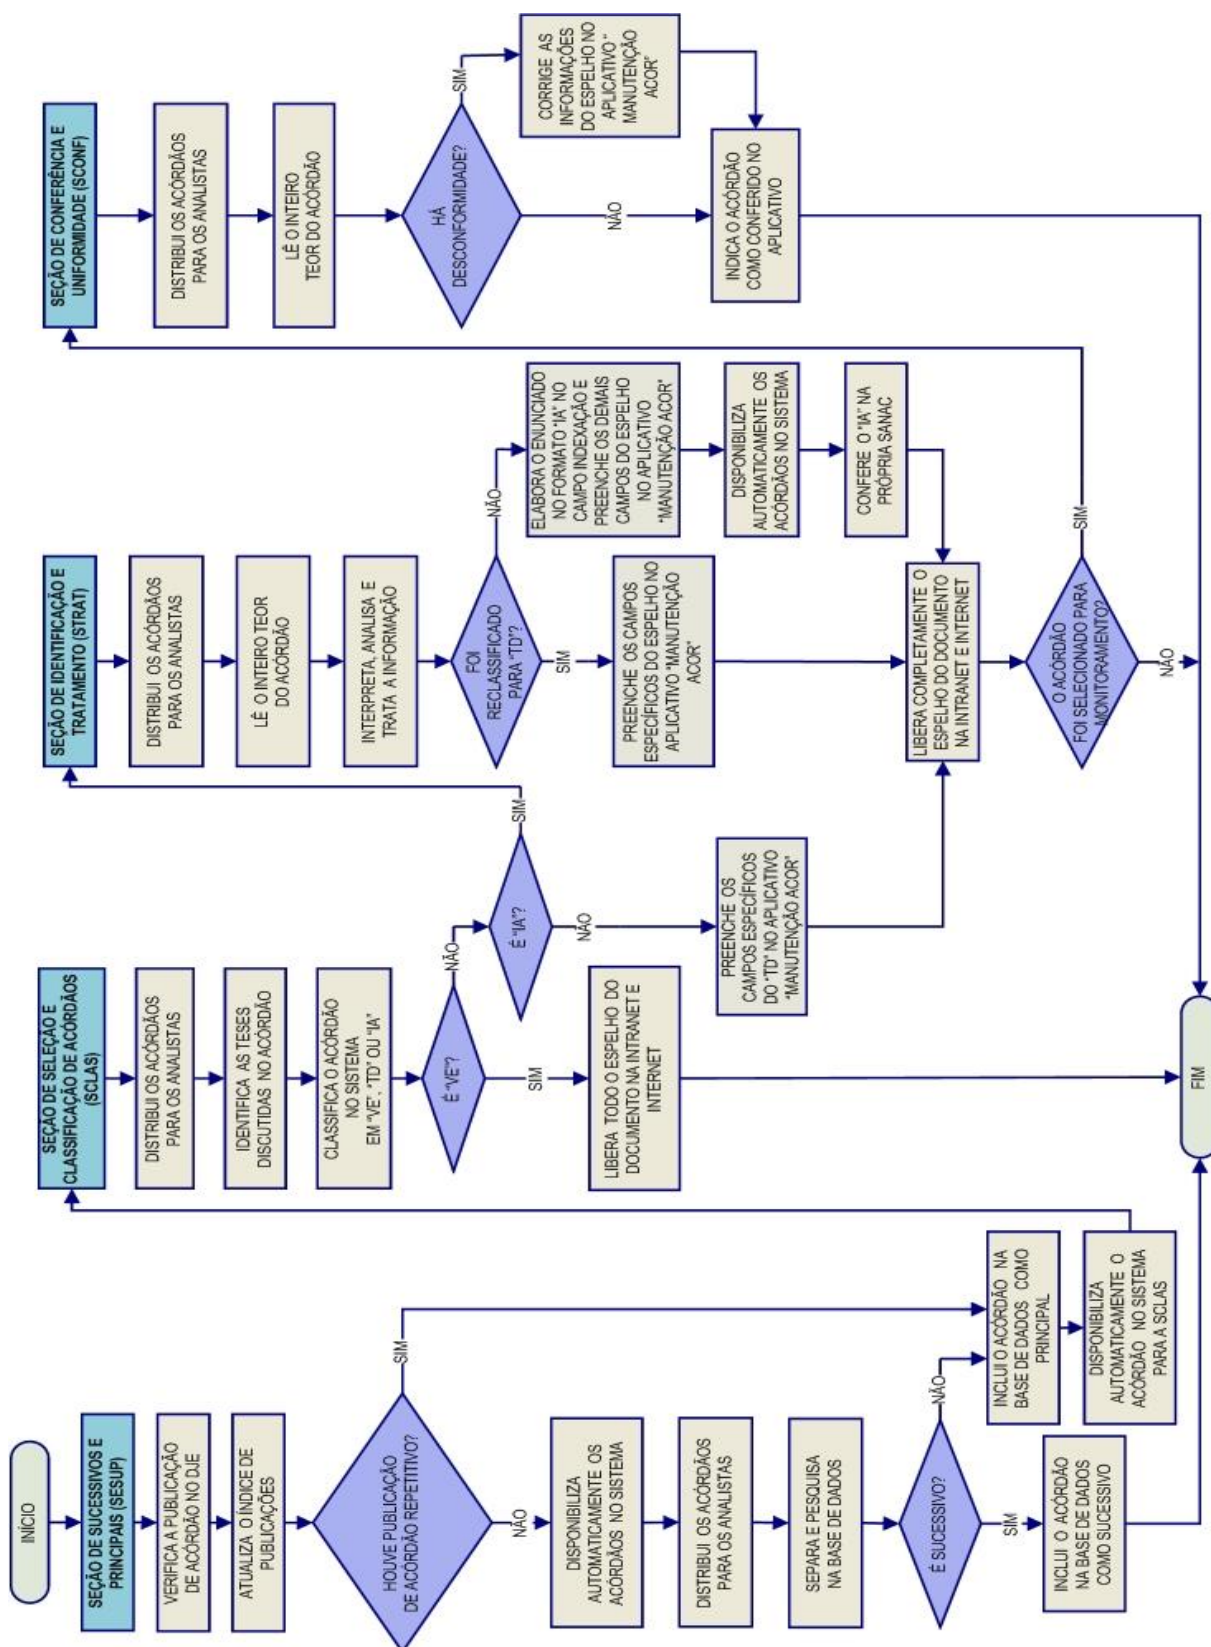 INÍCIO
SEÇÃO DE SUCESSIVOS E
PRINCIPAIS (SESUP)
VERIFICA A PUBLICAÇÃO
DE ACÓRDÃO NO DJE
ATUALIZA O ÍNDICE DE
PUBLICAÇÕES
HOUVE PUBLICAÇÃO
DE ACÓRDÃO REPETITIVO?
SIM
NÃO
DISPONIBILIZA
AUTOMATICAMENTE OS
ACÓRDÃOS NO SISTEMA
DISTRIBUI OS ACÓRDÃOS
PARA OS ANALISTAS
SEPARA E PESQUISA
NA BASE DE DADOS
É SUCESSIVO?
NÃO
SIM
INCLUI O ACÓRDÃO
NA BASE DE DADOS
COMO SUCESSIVO
INCLUI O ACÓRDÃO NA
BASE DE DADOS COMO
PRINCIPAL
DISPONIBILIZA
AUTOMATICAMENTE O
ACÓRDÃO NO SISTEMA
PARA A SCLAS
SEÇÃO DE SELEÇÃO E
CLASSIFICAÇÃO DE ACÓRDÃOS
(SCLAS)
DISTRIBUI OS ACÓRDÃOS
PARA OS ANALISTAS
IDENTIFICA AS TESES
DISCUTIDAS NO ACÓRDÃO
CLASSIFICA O ACÓRDÃO
NO SISTEMA
EM "VE", "TD" OU "IA"
É "VE"?
NÃO
SIM
LIBERA TODO O ESPELHO DO
DOCUMENTO NA INTRANET E
INTERNET
É "IA"?
SIM
NÃO
PREENCHE OS
CAMPOS ESPECÍFICOS
DO "TD" NO APLICATIVO
"MANUTENÇÃO ACOR"
SEÇÃO DE IDENTIFICAÇÃO E
TRATAMENTO (STRAT)
DISTRIBUI OS ACÓRDÃOS
PARA OS ANALISTAS
LÊ O INTEIRO TEOR
DO ACÓRDÃO
INTERPRETA, ANALISA E
TRATA A INFORMAÇÃO
FOI
RECLASSIFICADO
PARA "TD"?
NÃO
SIM
PREENCHE OS CAMPOS
ESPECÍFICOS DO ESPELHO NO
APLICATIVO "MANUTENÇÃO
ACOR"
ELABORA O ENUNCIADO
NO FORMATO "IA" NO
CAMPO INDEXAÇÃO E
PREENCHE OS DEMAIS
CAMPOS DO ESPELHO
NO APLICATIVO
"MANUTENÇÃO ACOR"
DISPONIBILIZA
AUTOMATICAMENTE OS
ACÓRDÃOS NO SISTEMA
CONFERE O "IA" NA
PRÓPRIA SANAC
LIBERA COMPLETAMENTE O
ESPELHO DO DOCUMENTO
NA INTRANET E INTERNET
O ACÓRDÃO
FOI SELECIONADO PARA
MONITORAMENTO?
SIM
NÃO
SEÇÃO DE CONFERÊNCIA E
UNIFORMIDADE (SCONF)
DISTRIBUI OS ACÓRDÃOS
PARA OS ANALISTAS
LÊ O INTEIRO
TEOR DO ACÓRDÃO
HÁ
DESCONFORMIDADE?
SIM
NÃO
CORRIGE AS
INFORMAÇÕES
DO ESPELHO NO
APLICATIVO "
MANUTENÇÃO
ACOR"
INDICA O ACÓRDÃO
COMO CONFERIDO NO
APLICATIVO
FIM